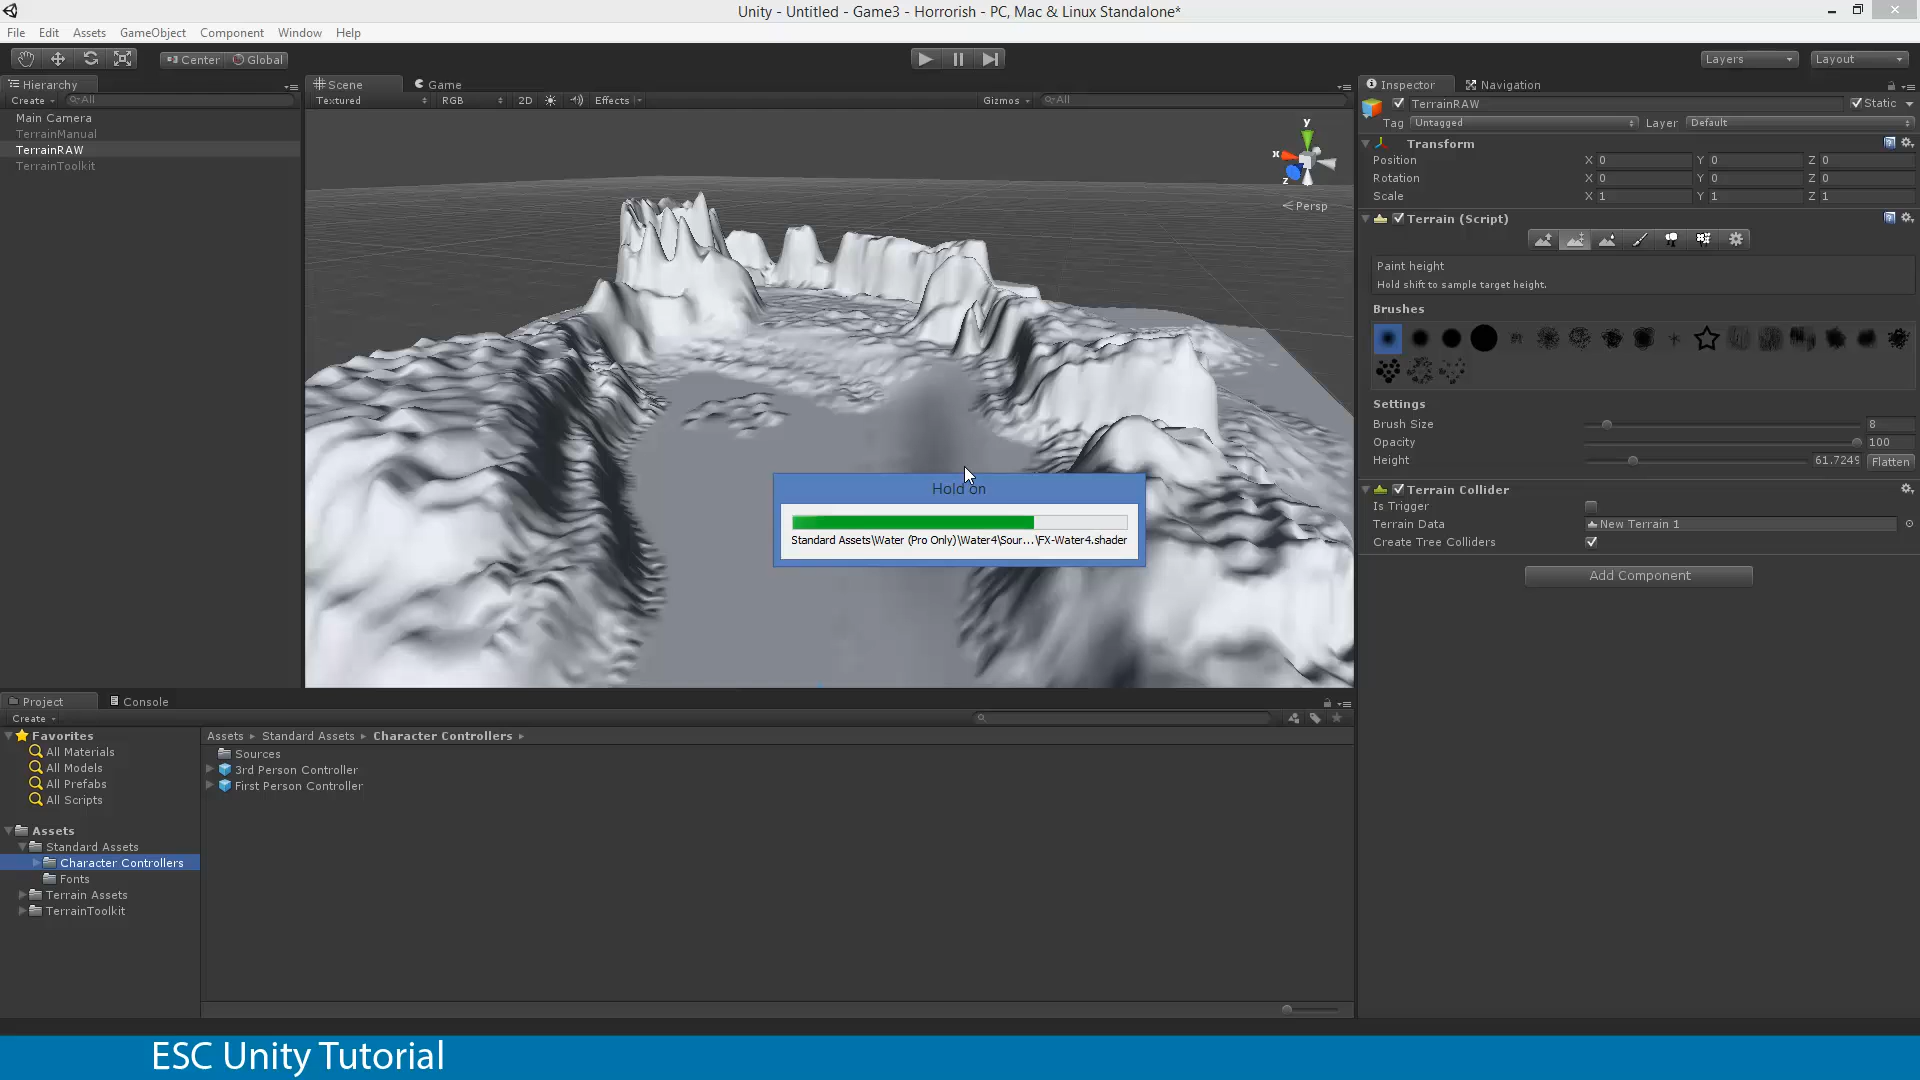 Unity - Untitled - Game3 - Horrorish - PC, Mac & Linux Standalone*
File Edit Assets GameObject Component Window Help
Center Global Layers Layout
Hierarchy
Create All
Main Camera
TerrainManual
TerrainRAW
TerrainToolkit
Scene Game
Textured RGB 2D Effects Gizmos All
y
x
z
Persp
Hold on
Standard Assets\Water (Pro Only)\Water4\Sour...\FX-Water4.shader
Inspector Navigation
TerrainRAW Static
Tag Untagged Layer Default
Transform
Position X 0 Y 0 Z 0
Rotation X 0 Y 0 Z 0
Scale X 1 Y 1 Z 1
Terrain (Script)
Paint height
Hold shift to sample target height.
Brushes
Settings
Brush Size 8
Opacity 100
Height 61.7249 Flatten
Terrain Collider
Is Trigger
Terrain Data New Terrain 1
Create Tree Colliders
Add Component
Project Console
Create
Favorites
All Materials
All Models
All Prefabs
All Scripts
Assets
Standard Assets
Character Controllers
Fonts
Terrain Assets
TerrainToolkit
Assets Standard Assets Character Controllers
Sources
3rd Person Controller
First Person Controller
ESC Unity Tutorial